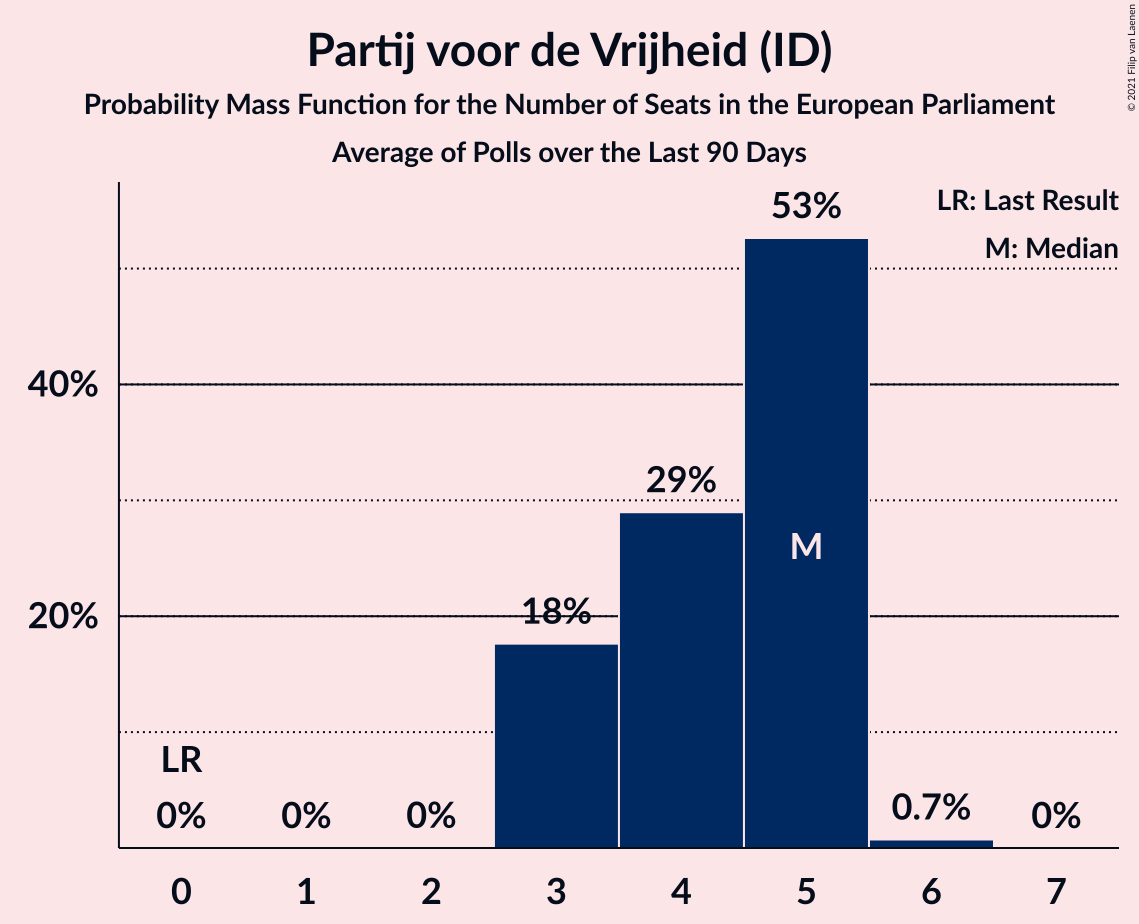 Partij voor de Vrijheid (ID)
Probability Mass Function for the Number of Seats in the European Parliament
Average of Polls over the Last 90 Days
© 2021 Filip van Laenen
LR: Last Result
M: Median
53%
40%
29%
M
20%
18%
LR
0%
0%
0%
0.7%
0%
0 1 2 3 4 5 6 7